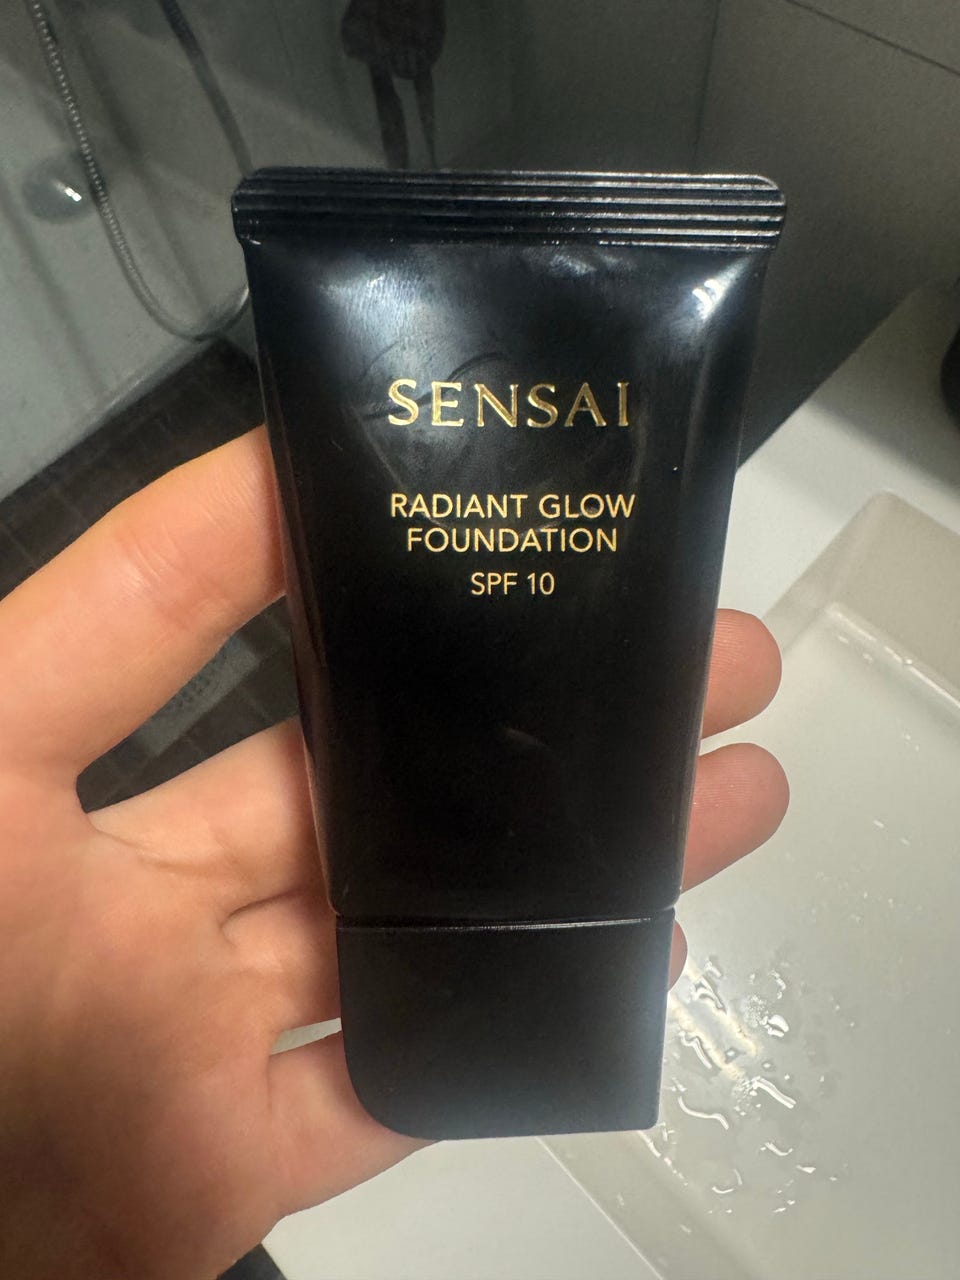 SENSAI
RADIANT GLOW
FOUNDATION
SPF 10